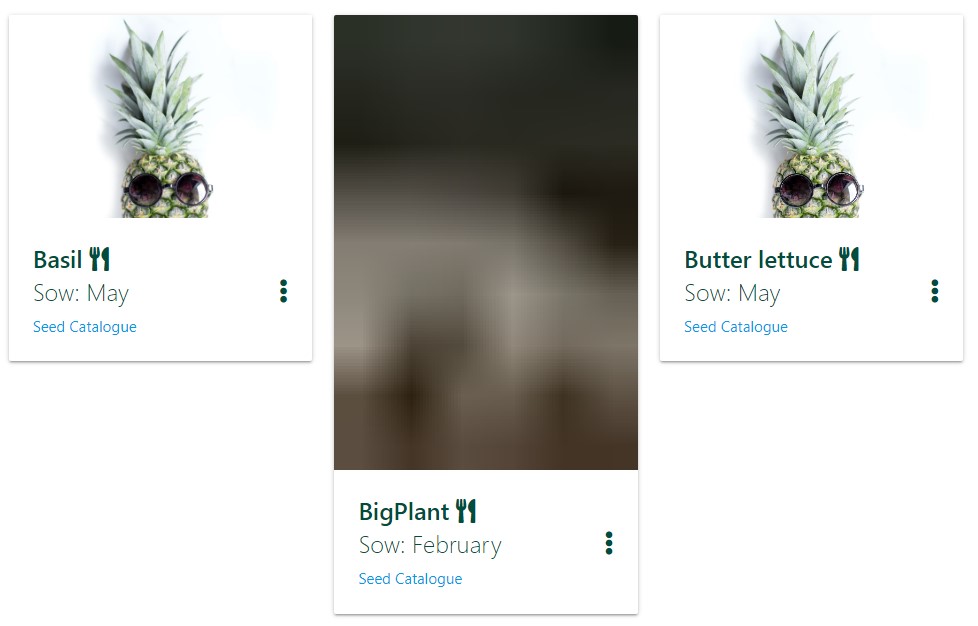 Basil
Sow: May
Seed Catalogue
BigPlant
Sow: February
Seed Catalogue
Butter lettuce
Sow: May
Seed Catalogue